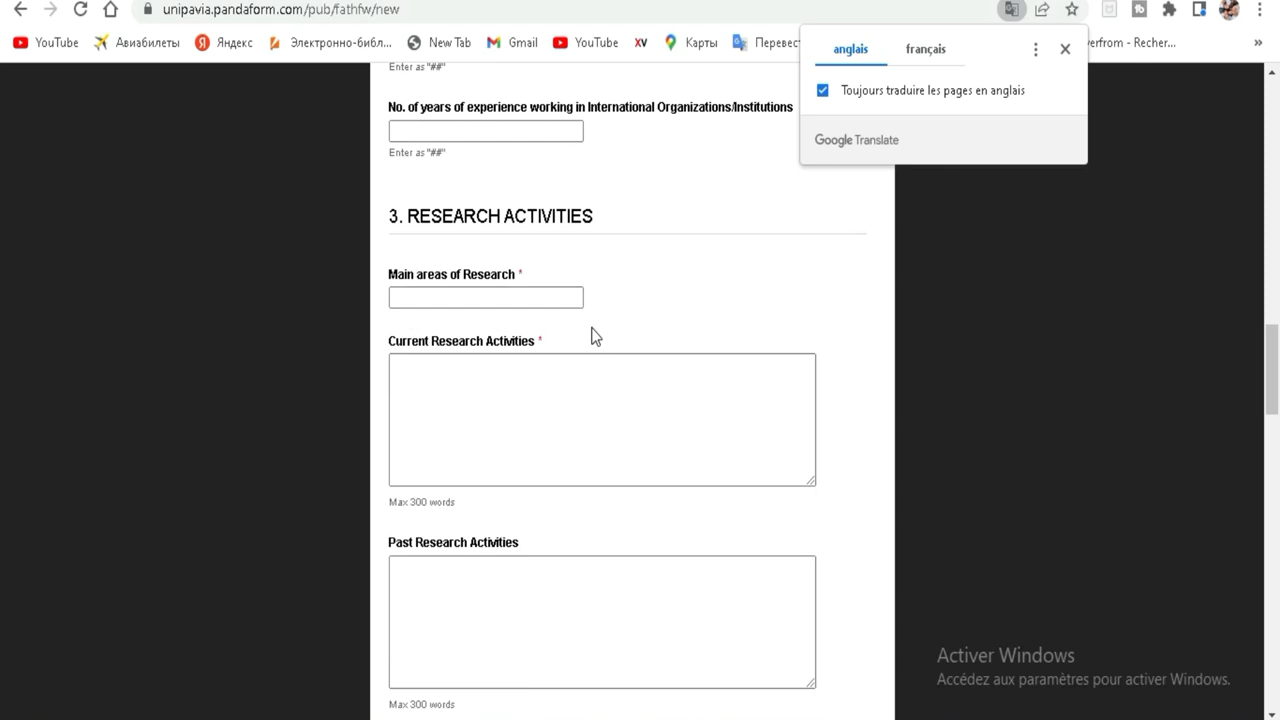 unipavia.pandaform.com/pub/fathfw/new
YouTube Авиабилеты Яндекс Электронно-библ... New Tab Gmail YouTube XV Карты Перевест verfrom - Recher... »
anglais français
Toujours traduire les pages en anglais
Google Translate
Enter as "##"
No. of years of experience working in International Organizations/Institutions
Enter as "##"
3. RESEARCH ACTIVITIES
Main areas of Research *
Current Research Activities *
Max 300 words
Past Research Activities
Max 300 words
Activer Windows
Accédez aux paramètres pour activer Windows.